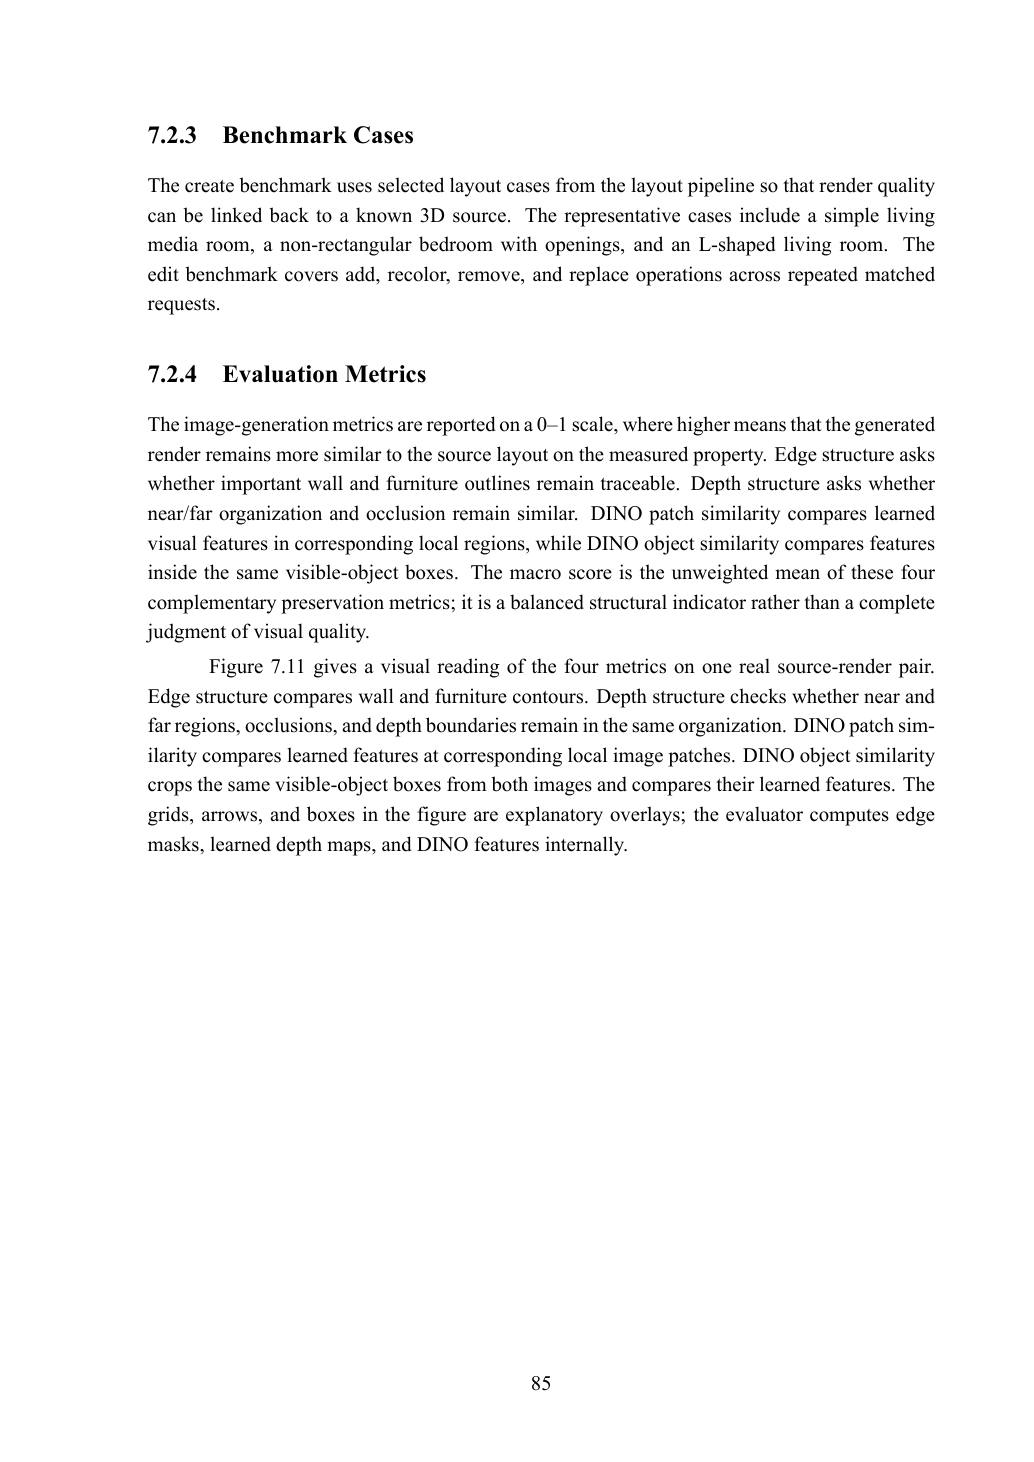 7.2.3 Benchmark Cases
The create benchmark uses selected layout cases from the layout pipeline so that render quality
can be linked back to a known 3D source. The representative cases include a simple living
media room, a non-rectangular bedroom with openings, and an L-shaped living room. The
edit benchmark covers add, recolor, remove, and replace operations across repeated matched
requests.
7.2.4 Evaluation Metrics
The image-generation metrics are reported on a 0–1 scale, where higher means that the generated
render remains more similar to the source layout on the measured property. Edge structure asks
whether important wall and furniture outlines remain traceable. Depth structure asks whether
near/far organization and occlusion remain similar. DINO patch similarity compares learned
visual features in corresponding local regions, while DINO object similarity compares features
inside the same visible-object boxes. The macro score is the unweighted mean of these four
complementary preservation metrics; it is a balanced structural indicator rather than a complete
judgment of visual quality.
Figure 7.11 gives a visual reading of the four metrics on one real source-render pair.
Edge structure compares wall and furniture contours. Depth structure checks whether near and
far regions, occlusions, and depth boundaries remain in the same organization. DINO patch sim-
ilarity compares learned features at corresponding local image patches. DINO object similarity
crops the same visible-object boxes from both images and compares their learned features. The
grids, arrows, and boxes in the figure are explanatory overlays; the evaluator computes edge
masks, learned depth maps, and DINO features internally.
85